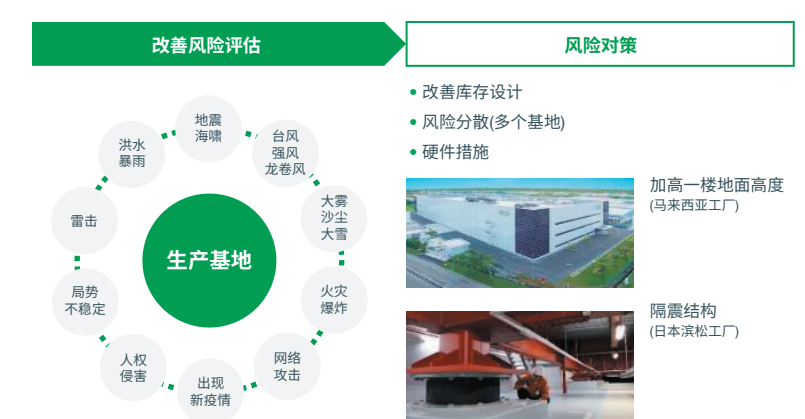 改善风险评估
风险对策
地震
海啸
台风
强风
龙卷风
大雾
沙尘
大雪
火灾
爆炸
网络
攻击
出现
新疫情
人权
侵害
局势
不稳定
雷击
洪水
暴雨
生产基地
改善库存设计
风险分散(多个基地)
硬件措施
加高一楼地面高度
(马来西亚工厂)
隔震结构
(日本滨松工厂)